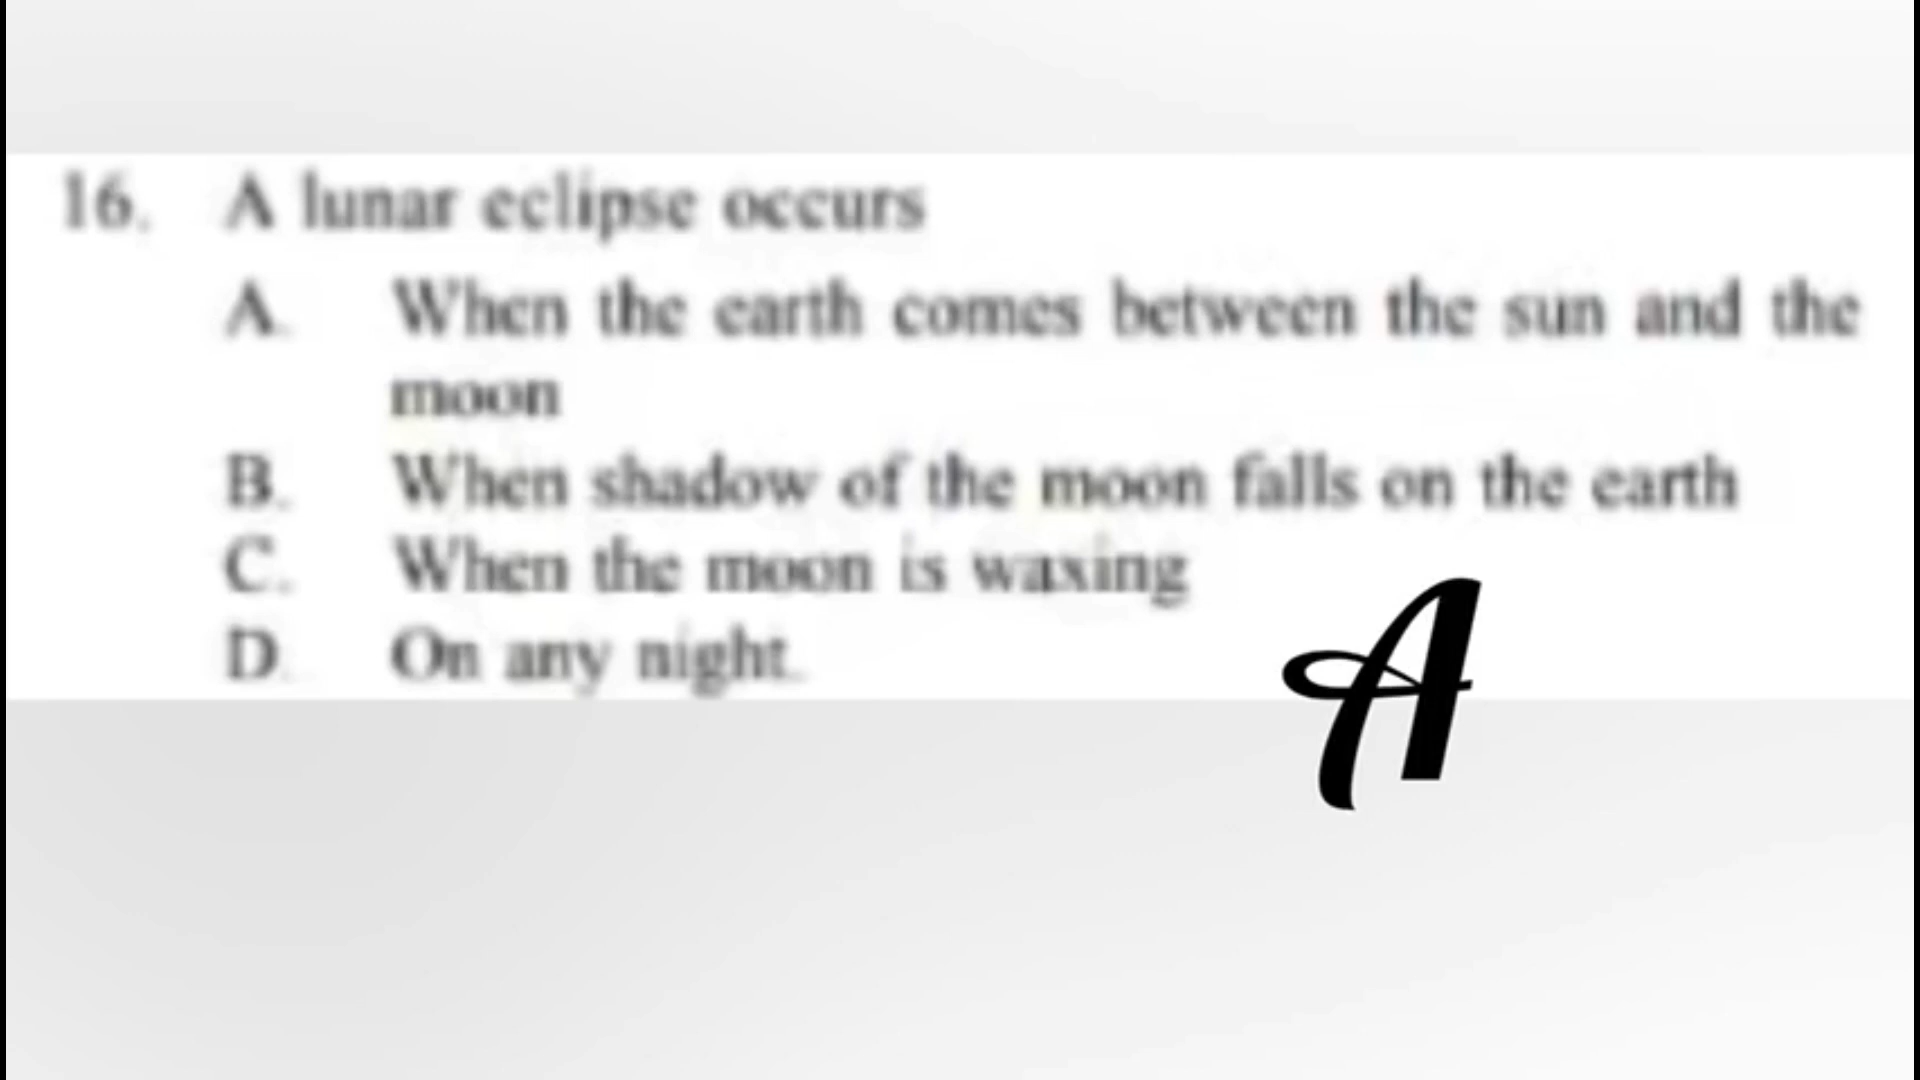 16. A lunar eclipse occurs
A. When the earth comes between the sun and the
moon
B. When shadow of the moon falls on the earth
C. When the moon is waxing
D. On any night.
A